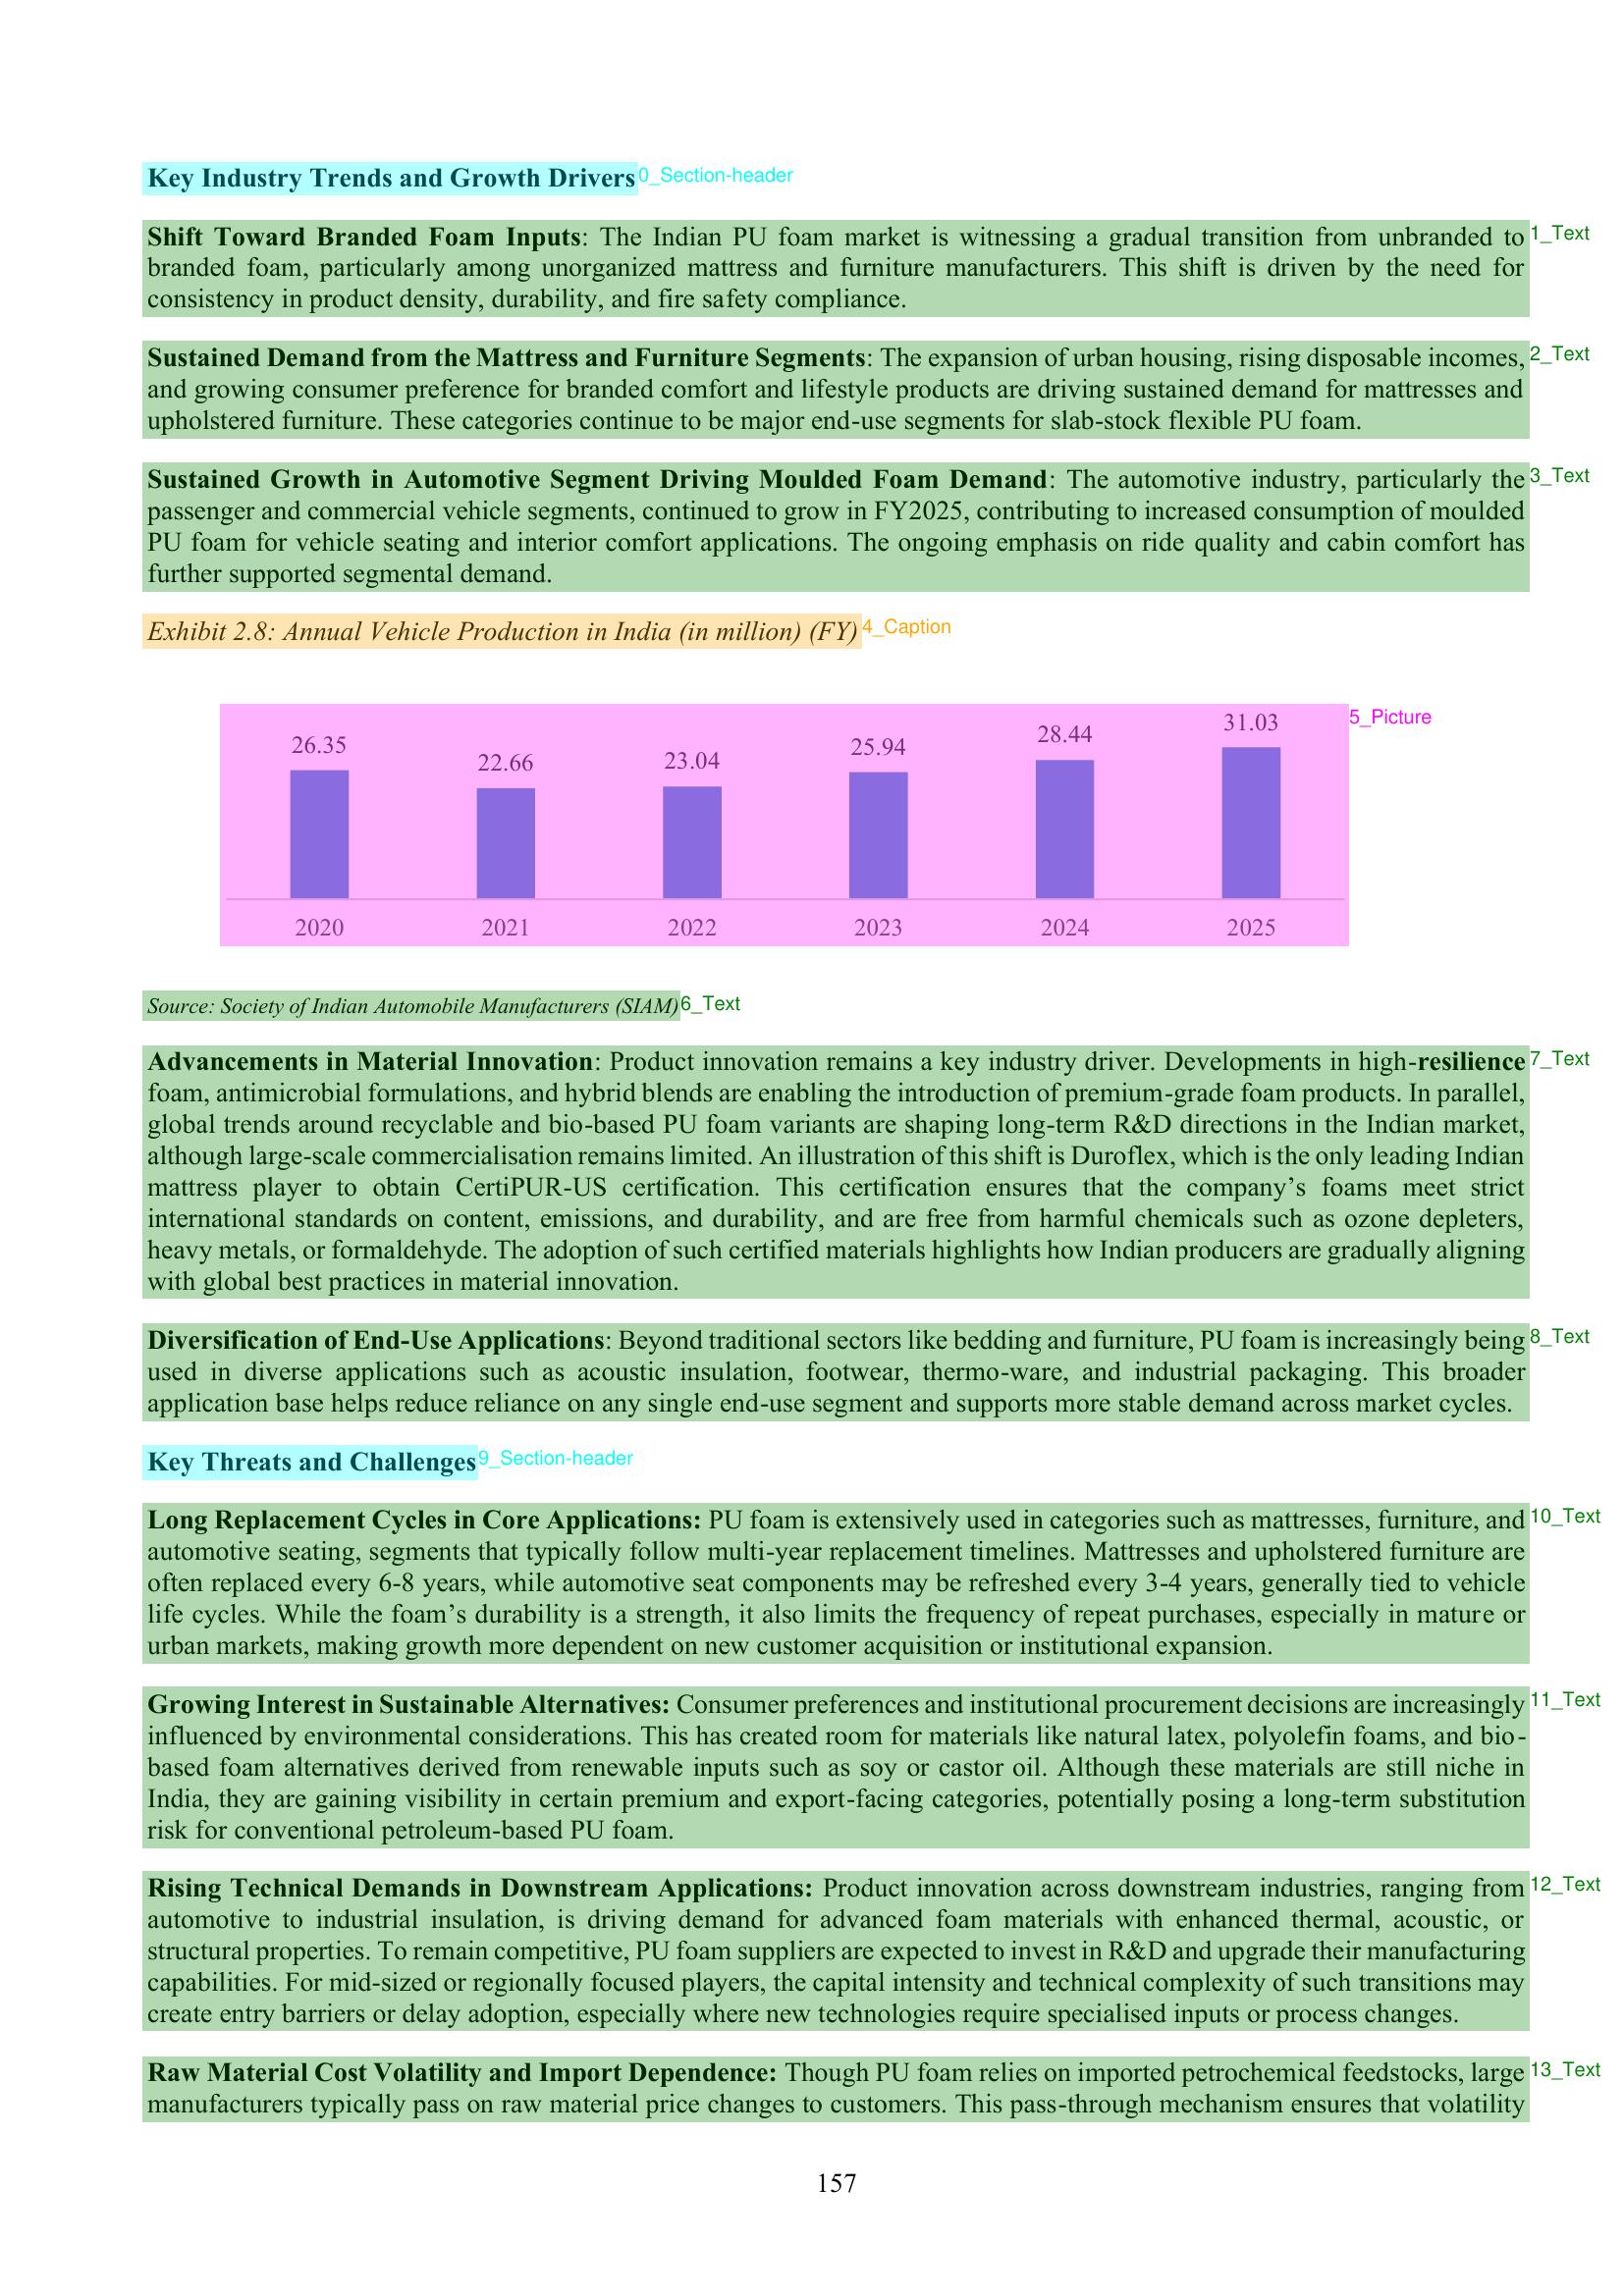 Key Industry Trends and Growth Drivers 0_Section-header
Shift Toward Branded Foam Inputs: The Indian PU foam market is witnessing a gradual transition from unbranded to 1_Text
branded foam, particularly among unorganized mattress and furniture manufacturers. This shift is driven by the need for
consistency in product density, durability, and fire safety compliance.
Sustained Demand from the Mattress and Furniture Segments: The expansion of urban housing, rising disposable incomes, 2_Text
and growing consumer preference for branded comfort and lifestyle products are driving sustained demand for mattresses and
upholstered furniture. These categories continue to be major end-use segments for slab-stock flexible PU foam.
Sustained Growth in Automotive Segment Driving Moulded Foam Demand: The automotive industry, particularly the 3_Text
passenger and commercial vehicle segments, continued to grow in FY2025, contributing to increased consumption of moulded
PU foam for vehicle seating and interior comfort applications. The ongoing emphasis on ride quality and cabin comfort has
further supported segmental demand.
Exhibit 2.8: Annual Vehicle Production in India (in million) (FY) 4_Caption
5_Picture
26.35 22.66 23.04 25.94 28.44 31.03
2020 2021 2022 2023 2024 2025
Source: Society of Indian Automobile Manufacturers (SIAM) 6_Text
Advancements in Material Innovation: Product innovation remains a key industry driver. Developments in high-resilience 7_Text
foam, antimicrobial formulations, and hybrid blends are enabling the introduction of premium-grade foam products. In parallel,
global trends around recyclable and bio-based PU foam variants are shaping long-term R&D directions in the Indian market,
although large-scale commercialisation remains limited. An illustration of this shift is Duroflex, which is the only leading Indian
mattress player to obtain CertiPUR-US certification. This certification ensures that the company’s foams meet strict
international standards on content, emissions, and durability, and are free from harmful chemicals such as ozone depleters,
heavy metals, or formaldehyde. The adoption of such certified materials highlights how Indian producers are gradually aligning
with global best practices in material innovation.
Diversification of End-Use Applications: Beyond traditional sectors like bedding and furniture, PU foam is increasingly being 8_Text
used in diverse applications such as acoustic insulation, footwear, thermo-ware, and industrial packaging. This broader
application base helps reduce reliance on any single end-use segment and supports more stable demand across market cycles.
Key Threats and Challenges 9_Section-header
Long Replacement Cycles in Core Applications: PU foam is extensively used in categories such as mattresses, furniture, and 10_Text
automotive seating, segments that typically follow multi-year replacement timelines. Mattresses and upholstered furniture are
often replaced every 6-8 years, while automotive seat components may be refreshed every 3-4 years, generally tied to vehicle
life cycles. While the foam’s durability is a strength, it also limits the frequency of repeat purchases, especially in mature or
urban markets, making growth more dependent on new customer acquisition or institutional expansion.
Growing Interest in Sustainable Alternatives: Consumer preferences and institutional procurement decisions are increasingly 11_Text
influenced by environmental considerations. This has created room for materials like natural latex, polyolefin foams, and bio-
based foam alternatives derived from renewable inputs such as soy or castor oil. Although these materials are still niche in
India, they are gaining visibility in certain premium and export-facing categories, potentially posing a long-term substitution
risk for conventional petroleum-based PU foam.
Rising Technical Demands in Downstream Applications: Product innovation across downstream industries, ranging from 12_Text
automotive to industrial insulation, is driving demand for advanced foam materials with enhanced thermal, acoustic, or
structural properties. To remain competitive, PU foam suppliers are expected to invest in R&D and upgrade their manufacturing
capabilities. For mid-sized or regionally focused players, the capital intensity and technical complexity of such transitions may
create entry barriers or delay adoption, especially where new technologies require specialised inputs or process changes.
Raw Material Cost Volatility and Import Dependence: Though PU foam relies on imported petrochemical feedstocks, large 13_Text
manufacturers typically pass on raw material price changes to customers. This pass-through mechanism ensures that volatility
157